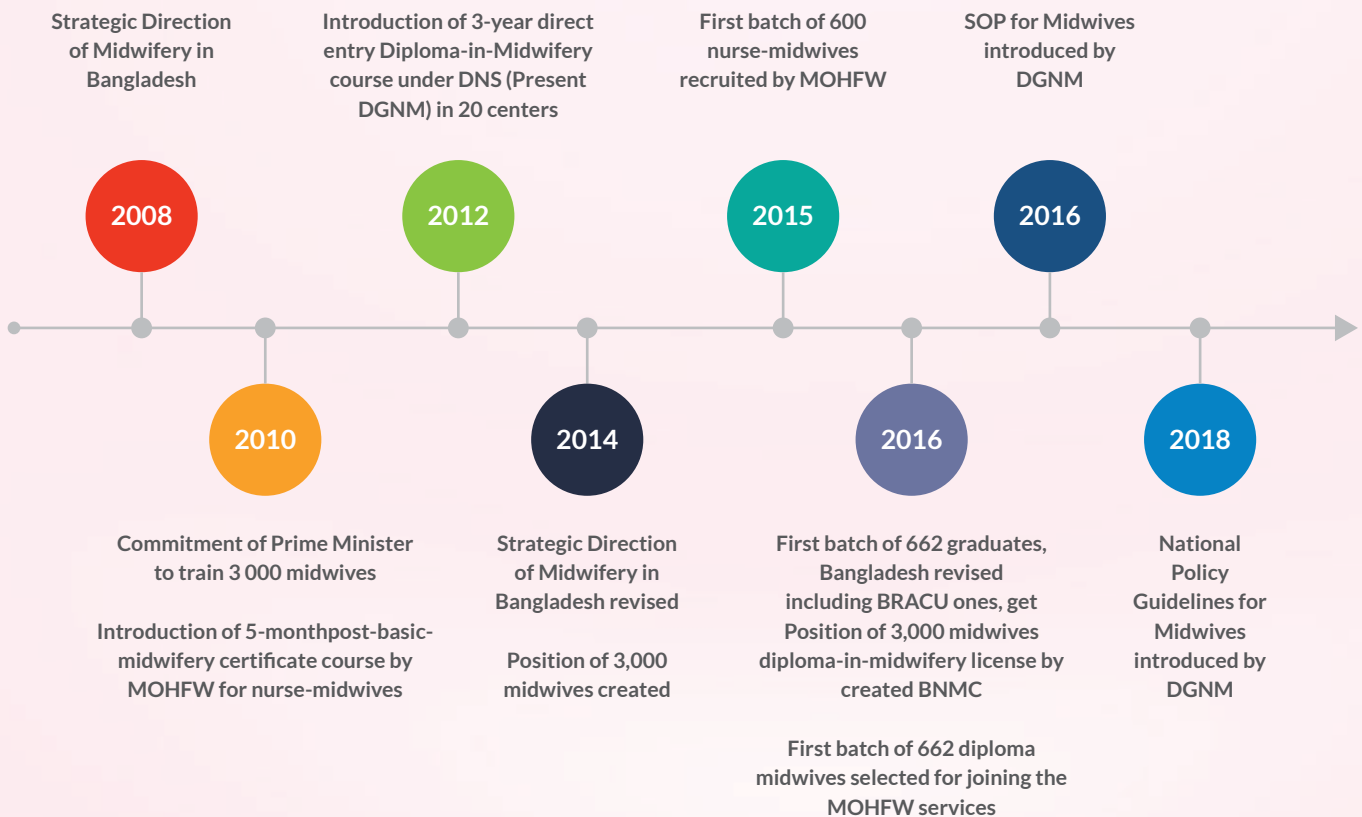 Strategic Direction
of Midwifery in
Bangladesh
Introduction of 3-year direct
entry Diploma-in-Midwifery
course under DNS (Present
DGNM) in 20 centers
First batch of 600
nurse-midwives
recruited by MOHFW
SOP for Midwives
introduced by
DGNM
2008
2012
2015
2016
2010
2014
2016
2018
Commitment of Prime Minister
to train 3 000 midwives
Introduction of 5-monthpost-basic-
midwifery certificate course by
MOHFW for nurse-midwives
Strategic Direction
of Midwifery in
Bangladesh revised
Position of 3,000
midwives created
First batch of 662 graduates,
Bangladesh revised
including BRACU ones, get
Position of 3,000 midwives
diploma-in-midwifery license by
created BNMC
First batch of 662 diploma
midwives selected for joining the
MOHFW services
National
Policy
Guidelines for
Midwives
introduced by
DGNM